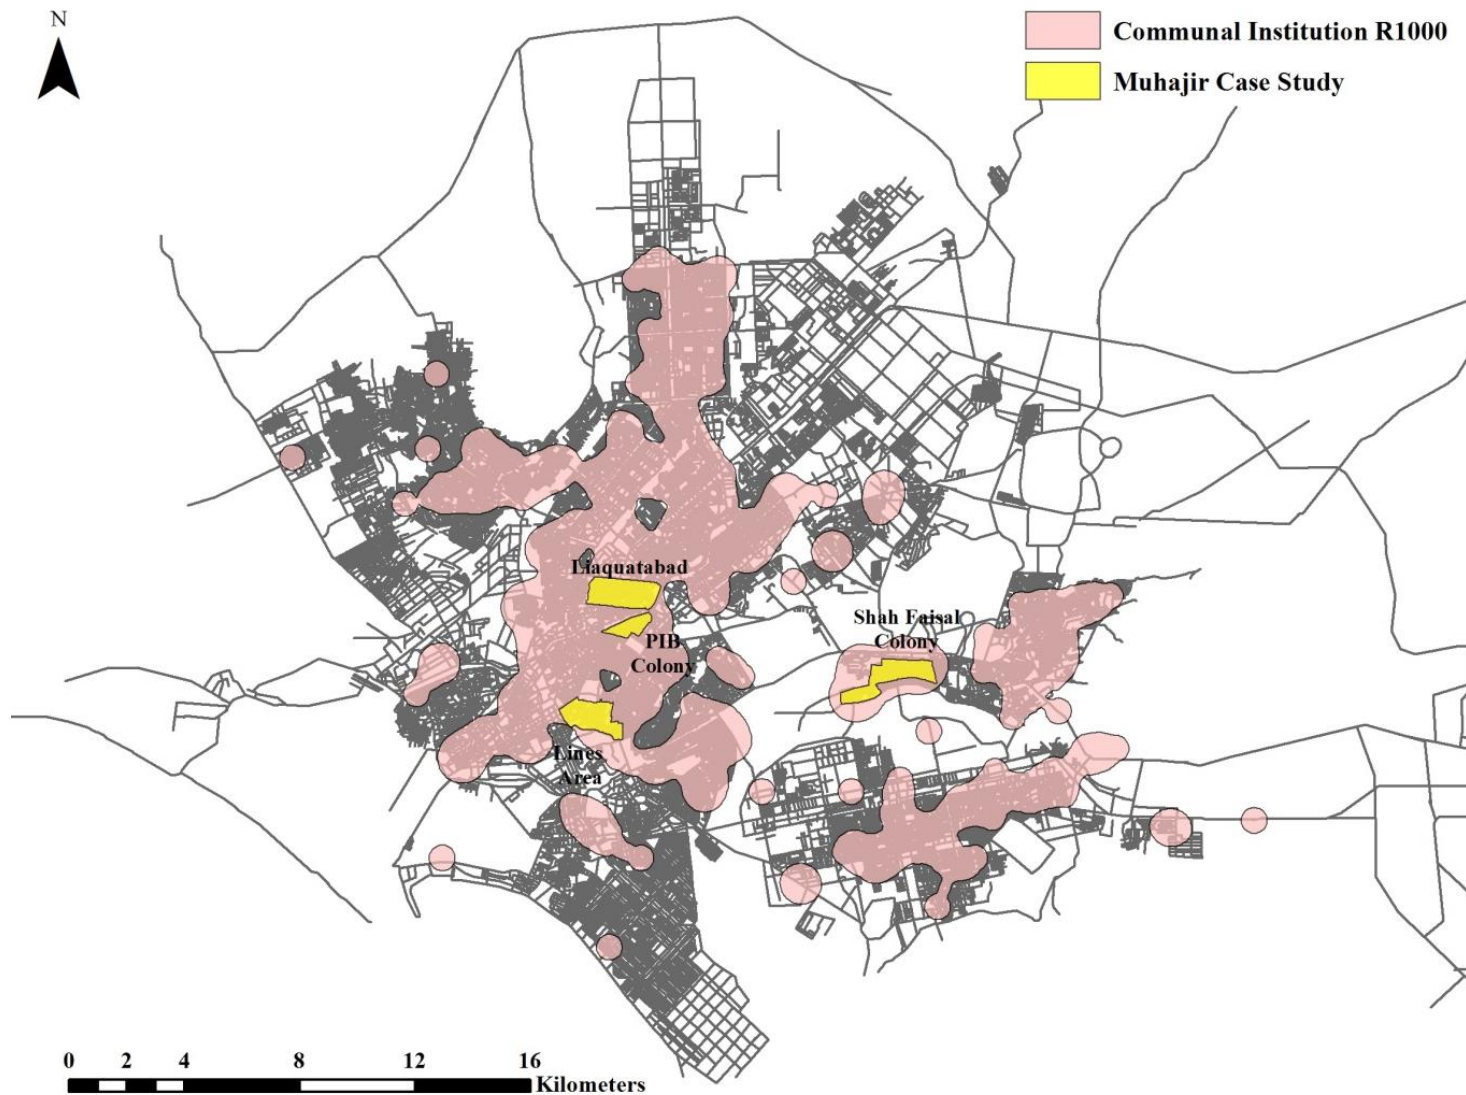 N
Communal Institution R1000
Muhajir Case Study
Liaquatabad
PIB
Colony
Shah Faisal
Colony
Lines
Area
0 2 4 8 12 16
Kilometers